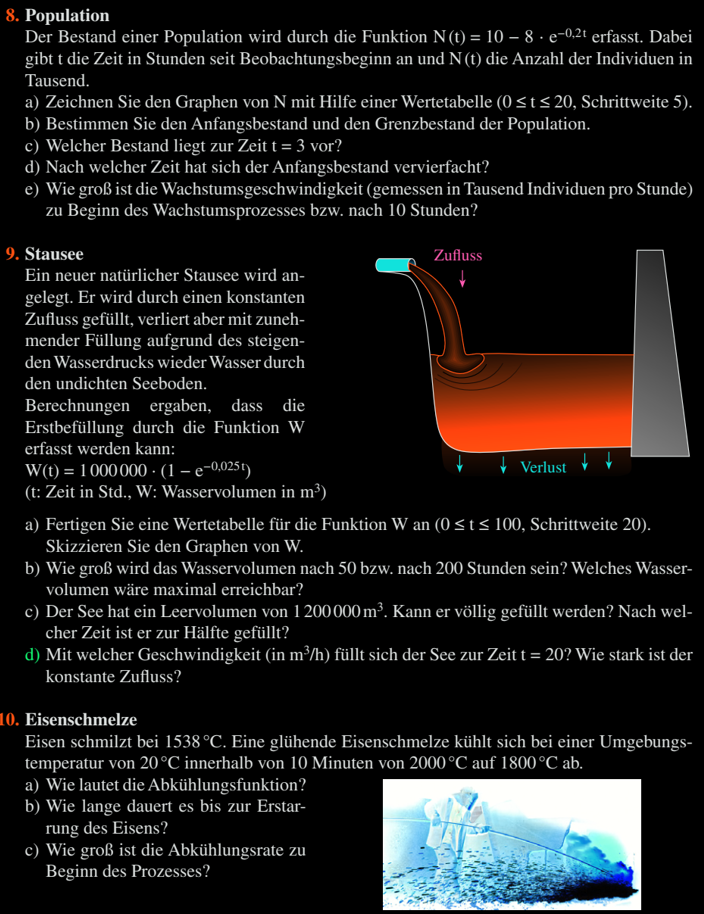 8. Population
Der Bestand einer Population wird durch die Funktion N(t) = 10 − 8 · e^−0,2t erfasst. Dabei
gibt t die Zeit in Stunden seit Beobachtungsbeginn an und N(t) die Anzahl der Individuen in
Tausend.
a) Zeichnen Sie den Graphen von N mit Hilfe einer Wertetabelle (0 ≤ t ≤ 20, Schrittweite 5).
b) Bestimmen Sie den Anfangsbestand und den Grenzbestand der Population.
c) Welcher Bestand liegt zur Zeit t = 3 vor?
d) Nach welcher Zeit hat sich der Anfangsbestand vervierfacht?
e) Wie groß ist die Wachstumsgeschwindigkeit (gemessen in Tausend Individuen pro Stunde)
zu Beginn des Wachstumsprozesses bzw. nach 10 Stunden?
9. Stausee
Ein neuer natürlicher Stausee wird an-
gelegt. Er wird durch einen konstanten
Zufluss gefüllt, verliert aber mit zuneh-
mender Füllung aufgrund des steigen-
den Wasserdrucks wieder Wasser durch
den undichten Seeboden.
Berechnungen ergaben, dass die
Erstbefüllung durch die Funktion W
erfasst werden kann:
W(t) = 1 000 000 · (1 − e^−0,025t)
(t: Zeit in Std., W: Wasservolumen in m³)
Zufluss
Verlust
a) Fertigen Sie eine Wertetabelle für die Funktion W an (0 ≤ t ≤ 100, Schrittweite 20).
Skizzieren Sie den Graphen von W.
b) Wie groß wird das Wasservolumen nach 50 bzw. nach 200 Stunden sein? Welches Wasser-
volumen wäre maximal erreichbar?
c) Der See hat ein Leervolumen von 1 200 000 m³. Kann er völlig gefüllt werden? Nach wel-
cher Zeit ist er zur Hälfte gefüllt?
d) Mit welcher Geschwindigkeit (in m³/h) füllt sich der See zur Zeit t = 20? Wie stark ist der
konstante Zufluss?
10. Eisenschmelze
Eisen schmilzt bei 1538 °C. Eine glühende Eisenschmelze kühlt sich bei einer Umgebungs-
temperatur von 20 °C innerhalb von 10 Minuten von 2000 °C auf 1800 °C ab.
a) Wie lautet die Abkühlungsfunktion?
b) Wie lange dauert es bis zur Erstar-
rung des Eisens?
c) Wie groß ist die Abkühlungsrate zu
Beginn des Prozesses?